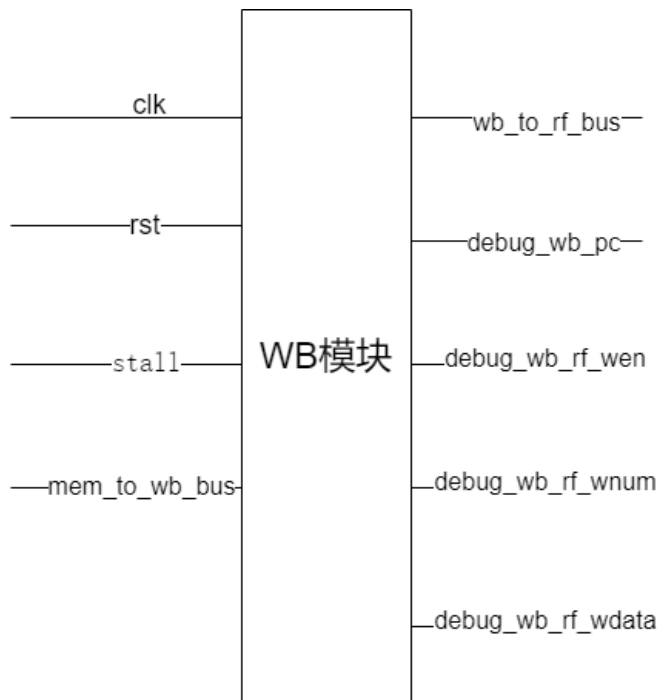 clk
rst
stall
mem_to_wb_bus
WB模块
wb_to_rf_bus
debug_wb_pc
debug_wb_rf_wen
debug_wb_rf_wnum
debug_wb_rf_wdata